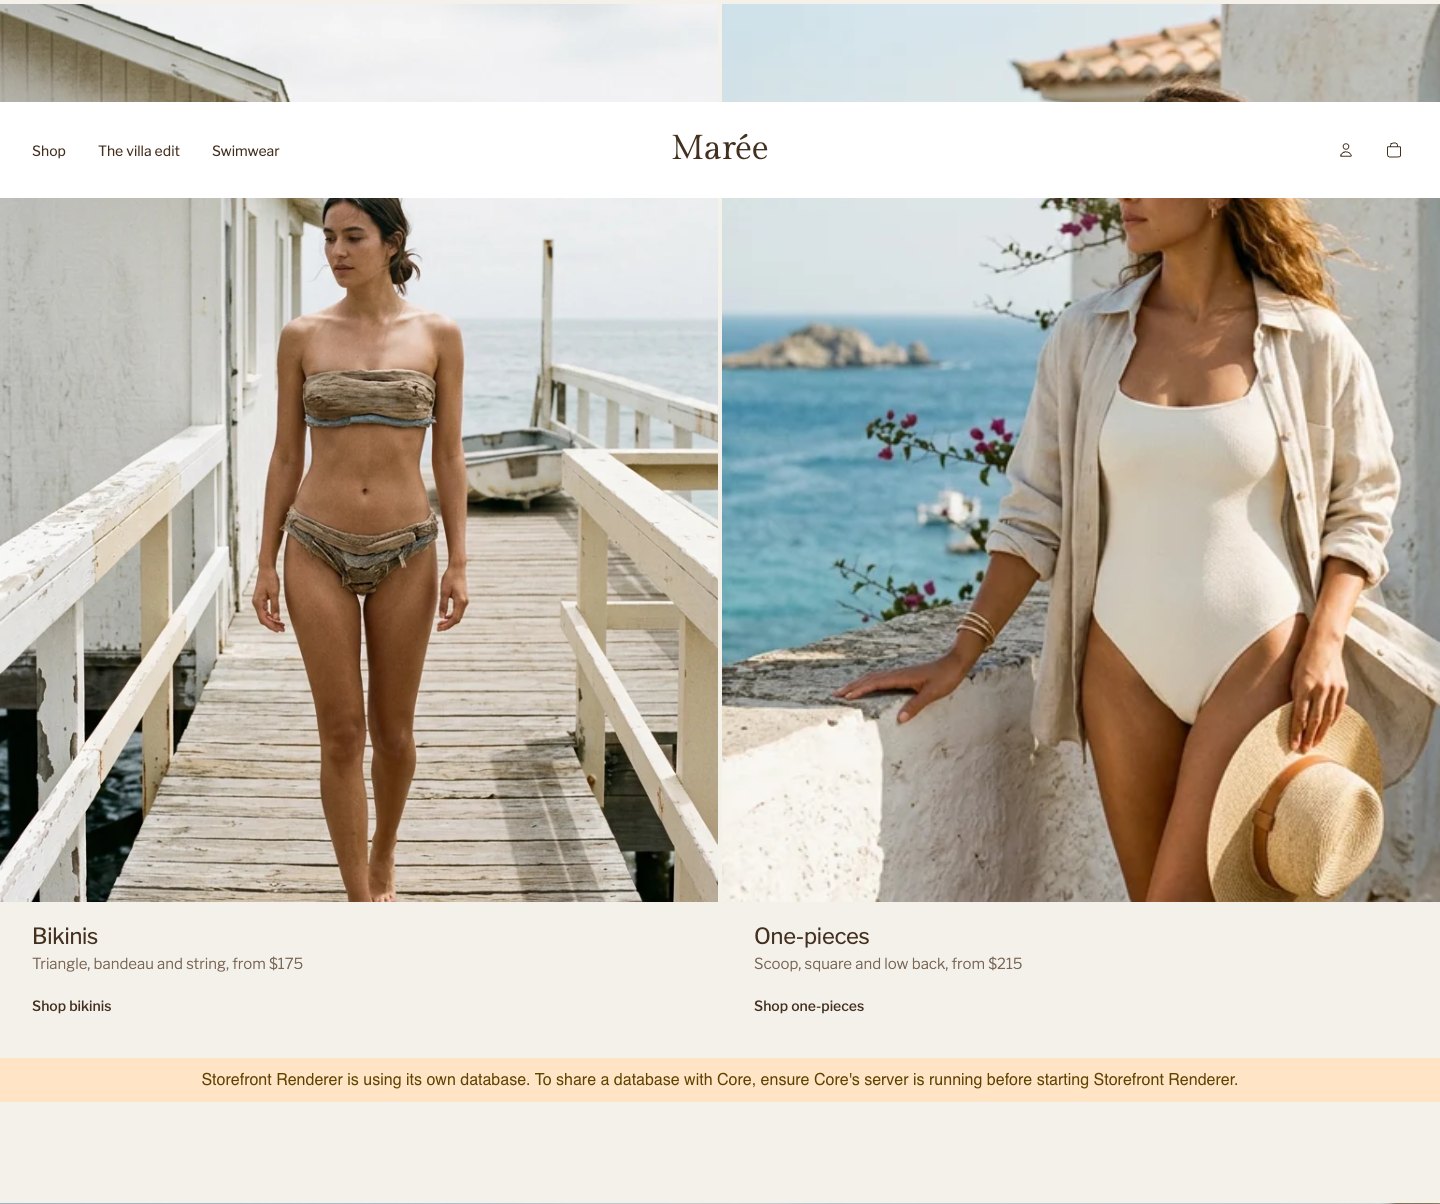 Shop
The villa edit
Swimwear
Marée
Bikinis
Triangle, bandeau and string, from $175
Shop bikinis
One-pieces
Scoop, square and low back, from $215
Shop one-pieces
Storefront Renderer is using its own database. To share a database with Core, ensure Core's server is running before starting Storefront Renderer.